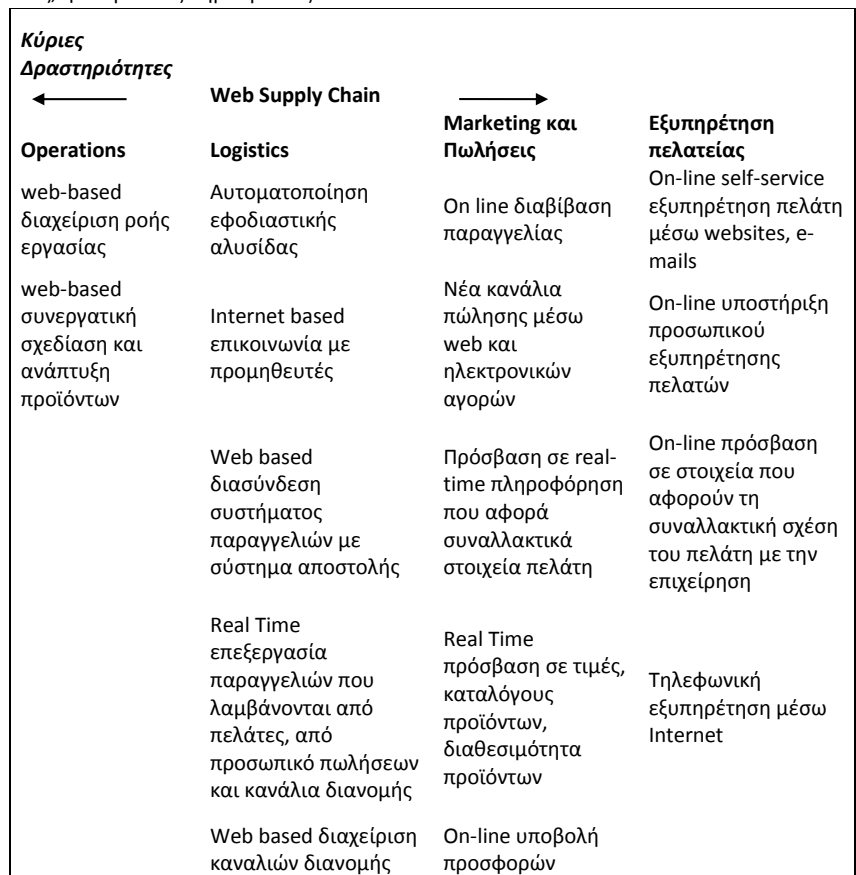 Κύριες
Δραστηριότητες
Web Supply Chain
Operations
Logistics
Marketing και
Πωλήσεις
Εξυπηρέτηση
πελατείας
web-based
διαχείριση ροής
εργασίας
Αυτοματοποίηση
εφοδιαστικής
αλυσίδας
On line διαβίβαση
παραγγελίας
On-line self-service
εξυπηρέτηση πελάτη
μέσω websites, e-
mails
web-based
συνεργατική
σχεδίαση και
ανάπτυξη
προϊόντων
Internet based
επικοινωνία με
προμηθευτές
Νέα κανάλια
πώλησης μέσω
web και
ηλεκτρονικών
αγορών
On-line υποστήριξη
προσωπικού
εξυπηρέτησης
πελατών
Web based
διασύνδεση
συστήματος
παραγγελιών με
σύστημα αποστολής
Πρόσβαση σε real-
time πληροφόρηση
που αφορά
συναλλακτικά
στοιχεία πελάτη
On-line πρόσβαση
σε στοιχεία που
αφορούν τη
συναλλακτική σχέση
του πελάτη με την
επιχείρηση
Real Time
επεξεργασία
παραγγελιών που
λαμβάνονται από
πελάτες, από
προσωπικό πωλήσεων
και κανάλια διανομής
Real Time
πρόσβαση σε τιμές,
καταλόγους
προϊόντων,
διαθεσιμότητα
προϊόντων
Τηλεφωνική
εξυπηρέτηση μέσω
Internet
Web based διαχείριση
καναλιών διανομής
On-line υποβολή
προσφορών